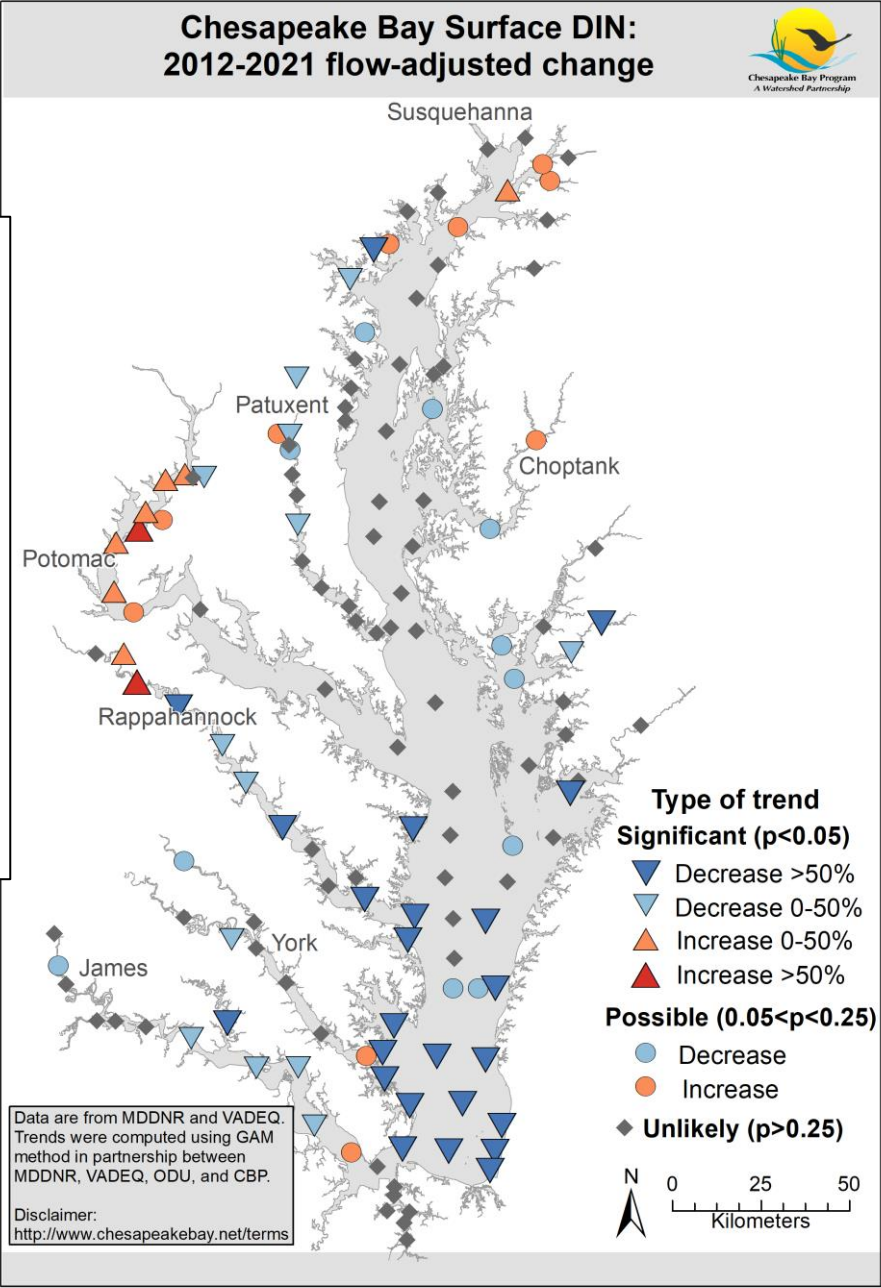 Chesapeake Bay Surface DIN:
2012-2021 flow-adjusted change
Chesapeake Bay Program
A Watershed Partnership
Susquehanna
Patuxent
Choptank
Potomac
Rappahannock
York
James
Type of trend
Significant (p<0.05)
Decrease >50%
Decrease 0-50%
Increase 0-50%
Increase >50%
Possible (0.05<p<0.25)
Decrease
Increase
Unlikely (p>0.25)
N
0 25 50
Kilometers
Data are from MDDNR and VADEQ.
Trends were computed using GAM
method in partnership between
MDDNR, VADEQ, ODU, and CBP.
Disclaimer:
http://www.chesapeakebay.net/terms